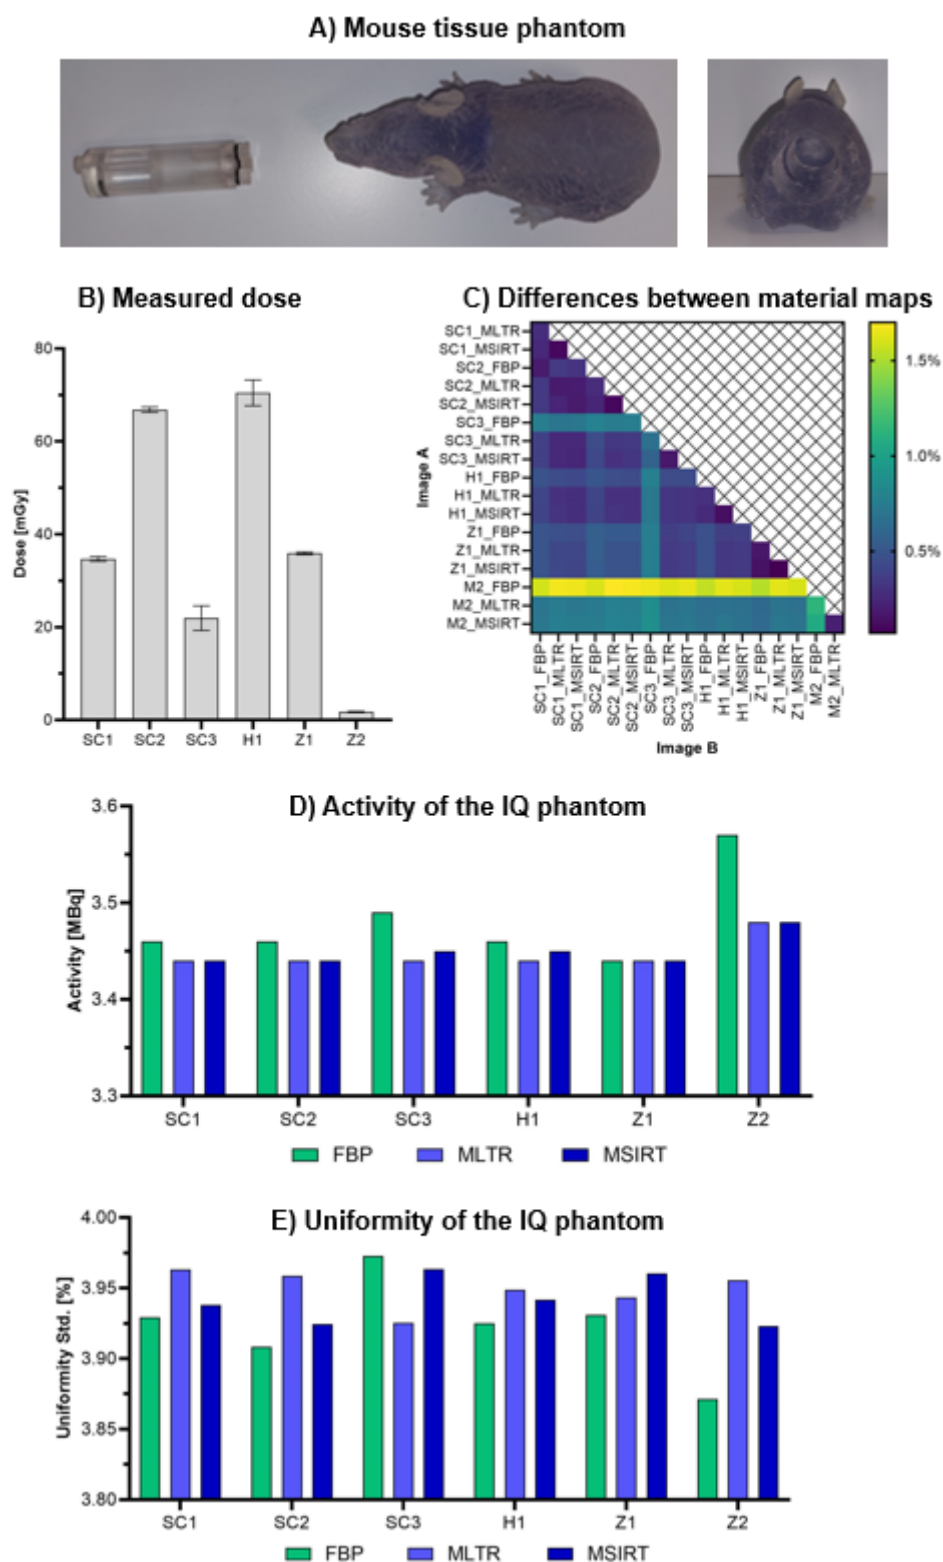 A) Mouse tissue phantom
B) Measured dose
C) Differences between material maps
Dose [mGy]
80
60
40
20
0
SC1 SC2 SC3 H1 Z1 Z2
Image A
SC1_MLTR
SC1_MSIRT
SC2_FBP
SC2_MLTR
SC2_MSIRT
SC3_FBP
SC3_MLTR
SC3_MSIRT
H1_FBP
H1_MLTR
H1_MSIRT
Z1_FBP
Z1_MLTR
Z1_MSIRT
M2_FBP
M2_MLTR
M2_MSIRT
1.5%
1.0%
0.5%
SC1_FBP
SC1_MLTR
SC1_MSIRT
SC2_FBP
SC2_MLTR
SC2_MSIRT
SC3_FBP
SC3_MLTR
SC3_MSIRT
H1_FBP
H1_MLTR
H1_MSIRT
Z1_FBP
Z1_MLTR
Z1_MSIRT
M2_FBP
M2_MLTR
Image B
D) Activity of the IQ phantom
Activity [MBq]
3.6
3.5
3.4
3.3
SC1 SC2 SC3 H1 Z1 Z2
FBP MLTR MSIRT
E) Uniformity of the IQ phantom
Uniformity Std. [%]
4.00
3.95
3.90
3.85
3.80
SC1 SC2 SC3 H1 Z1 Z2
FBP MLTR MSIRT